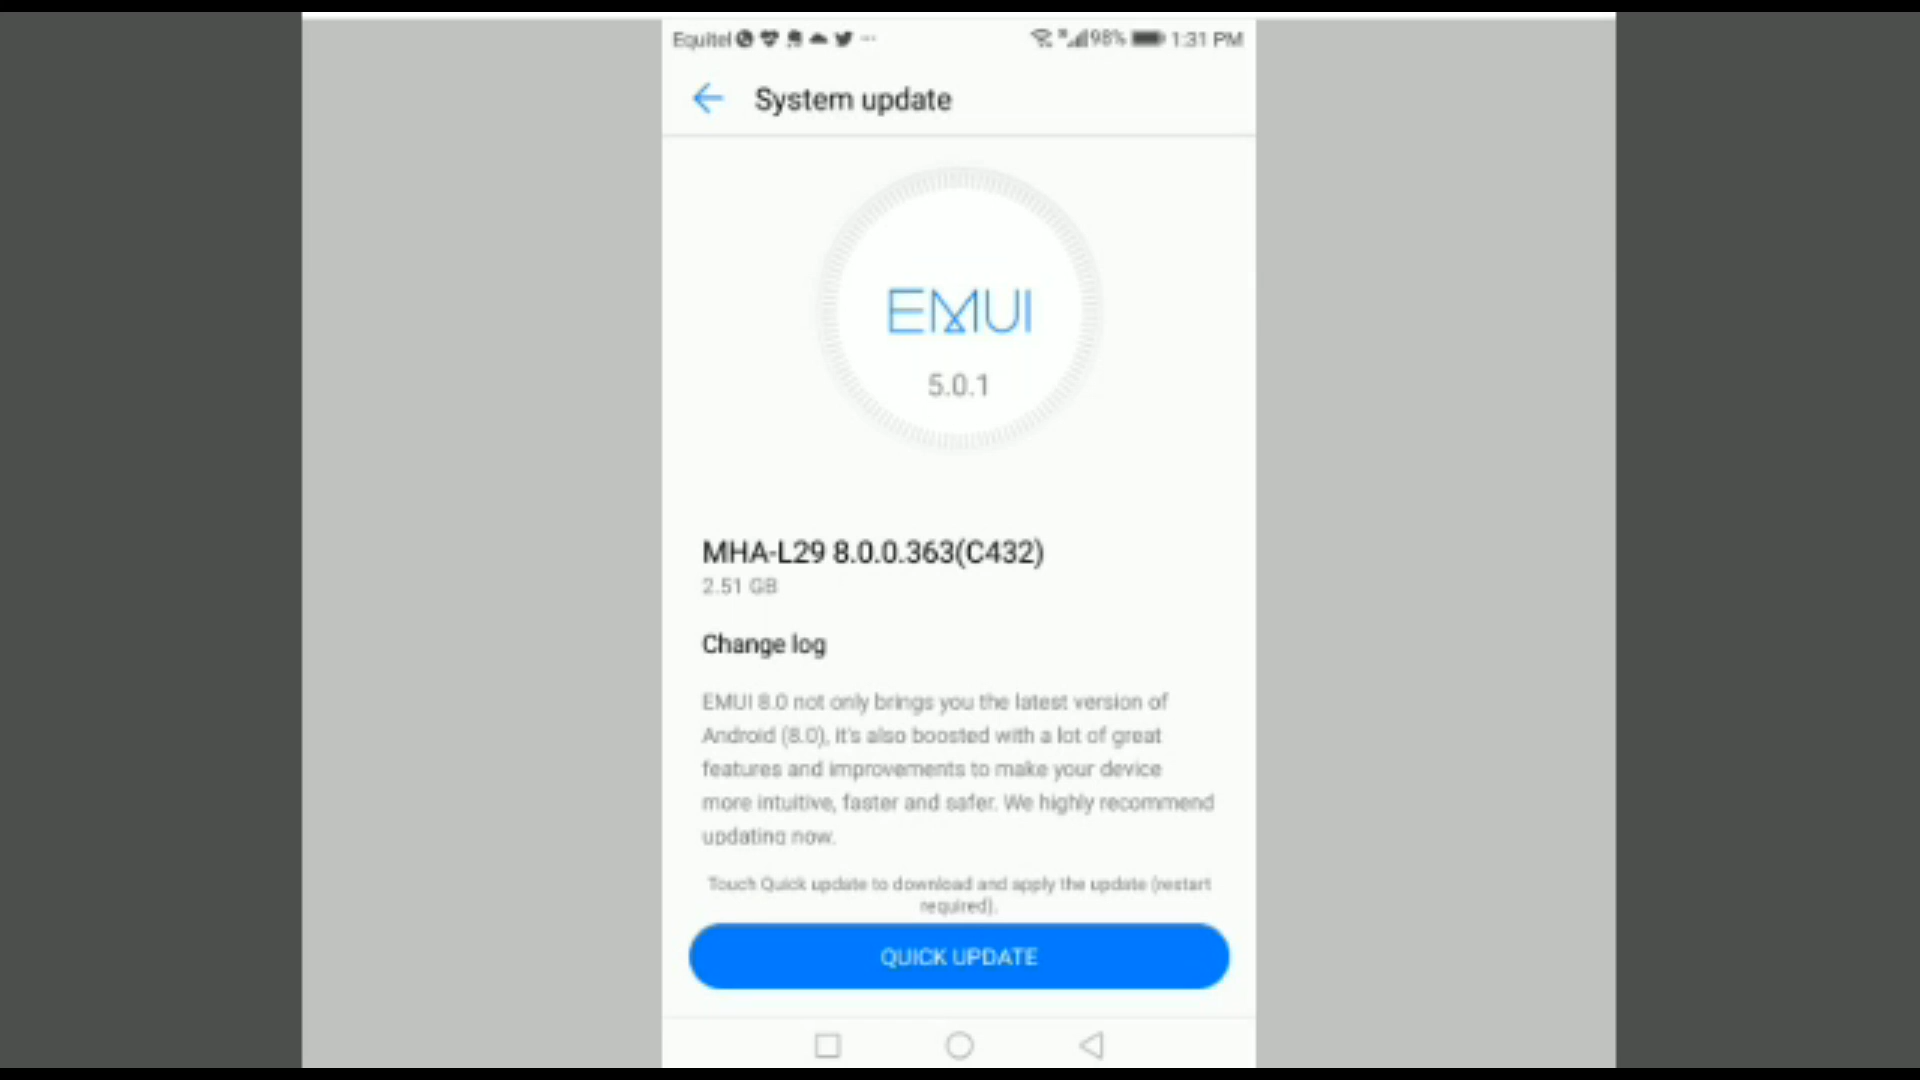 Equitel 98% 1:31 PM
System update
EMUI
5.0.1
MHA-L29 8.0.0.363(C432)
2.51 GB
Change log
EMUI 8.0 not only brings you the latest version of
Android (8.0), it's also boosted with a lot of great
features and improvements to make your device
more intuitive, faster and safer. We highly recommend
updating now.
Touch Quick update to download and apply the update (restart
required).
QUICK UPDATE